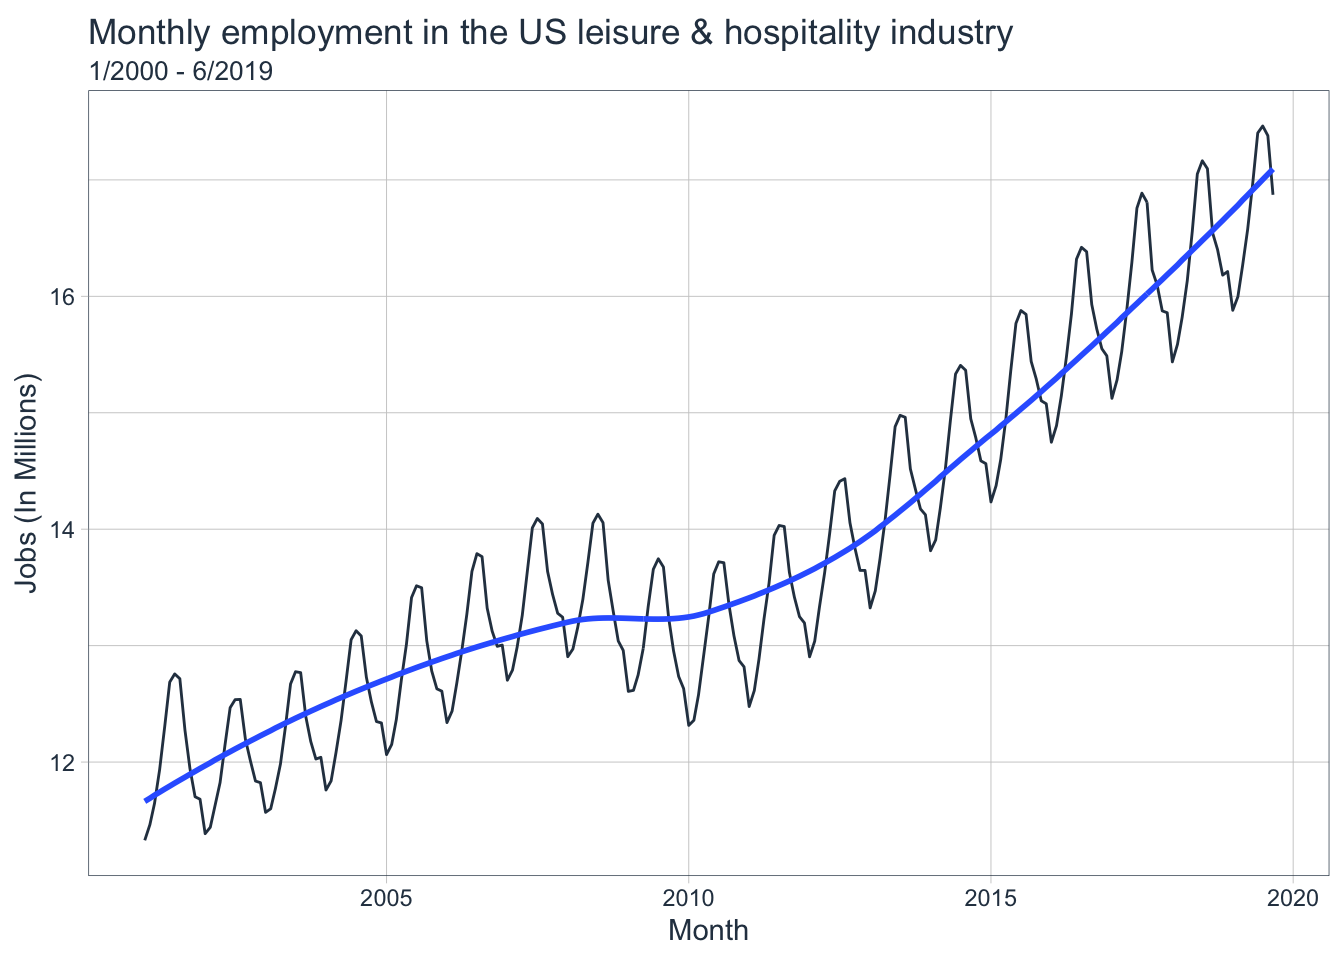 Monthly employment in the US leisure & hospitality industry
1/2000 - 6/2019
Jobs (In Millions)
16
14
12
2005 2010 2015 2020
Month